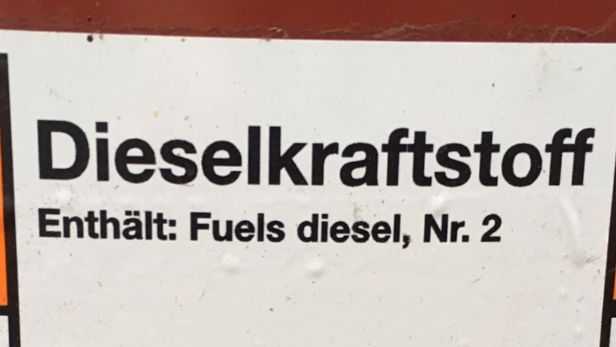 Dieselkraftstoff
Enthält: Fuels diesel, Nr. 2